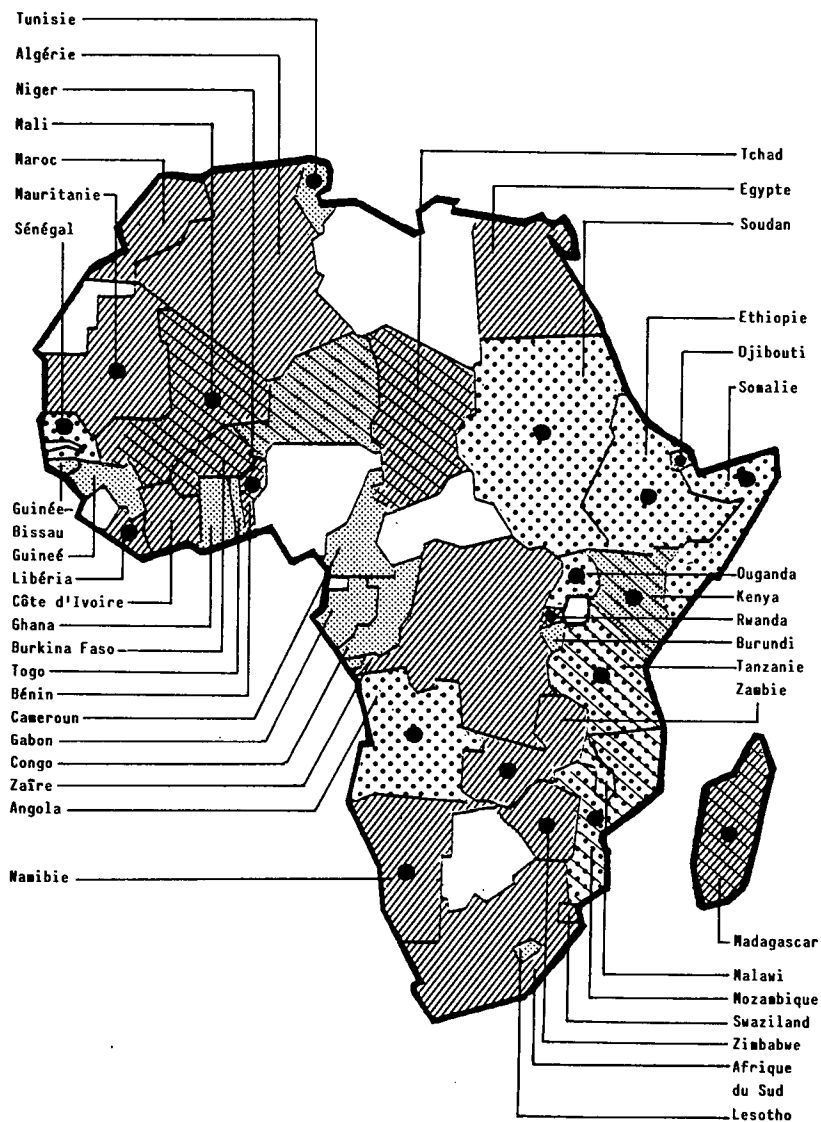 Tunisie
Algérie
Niger
Mali
Maroc
Mauritanie
Sénégal
Guinée
Bissau
Guineé
Libéria
Côte d'Ivoire
Ghana
Burkina Faso
Togo
Bénin
Cameroun
Gabon
Congo
Zaîre
Angola
Namibie
Tchad
Egypte
Soudan
Ethiopie
Djibouti
Somalie
Ouganda
Kenya
Rwanda
Burundi
Tanzanie
Zambie
Madagascar
Malawi
Mozambique
Swaziland
Zimbabwe
Afrique
du Sud
Lesotho